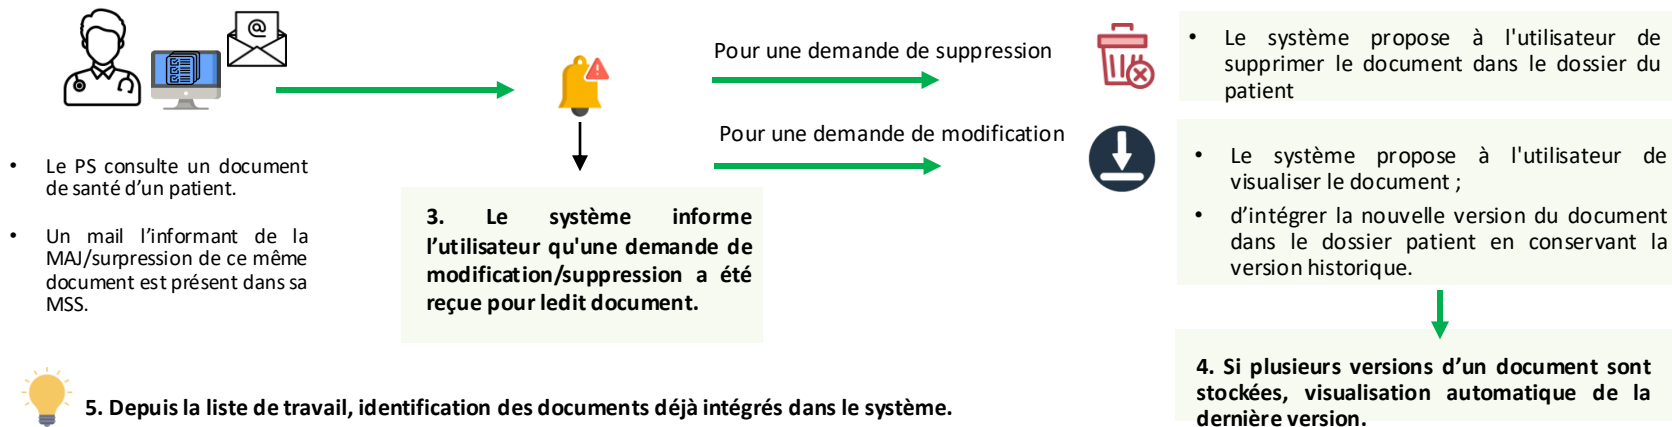 @
• Le PS consulte un document
de santé d’un patient.
• Un mail l’informant de la
MAJ/surpression de ce même
document est présent dans sa
MSS.
3. Le système informe
l’utilisateur qu'une demande de
modification/suppression a été
reçue pour ledit document.
Pour une demande de suppression
• Le système propose à l'utilisateur de
supprimer le document dans le dossier du
patient
Pour une demande de modification
• Le système propose à l'utilisateur de
visualiser le document ;
• d’intégrer la nouvelle version du document
dans le dossier patient en conservant la
version historique.
4. Si plusieurs versions d’un document sont
stockées, visualisation automatique de la
dernière version.
5. Depuis la liste de travail, identification des documents déjà intégrés dans le système.